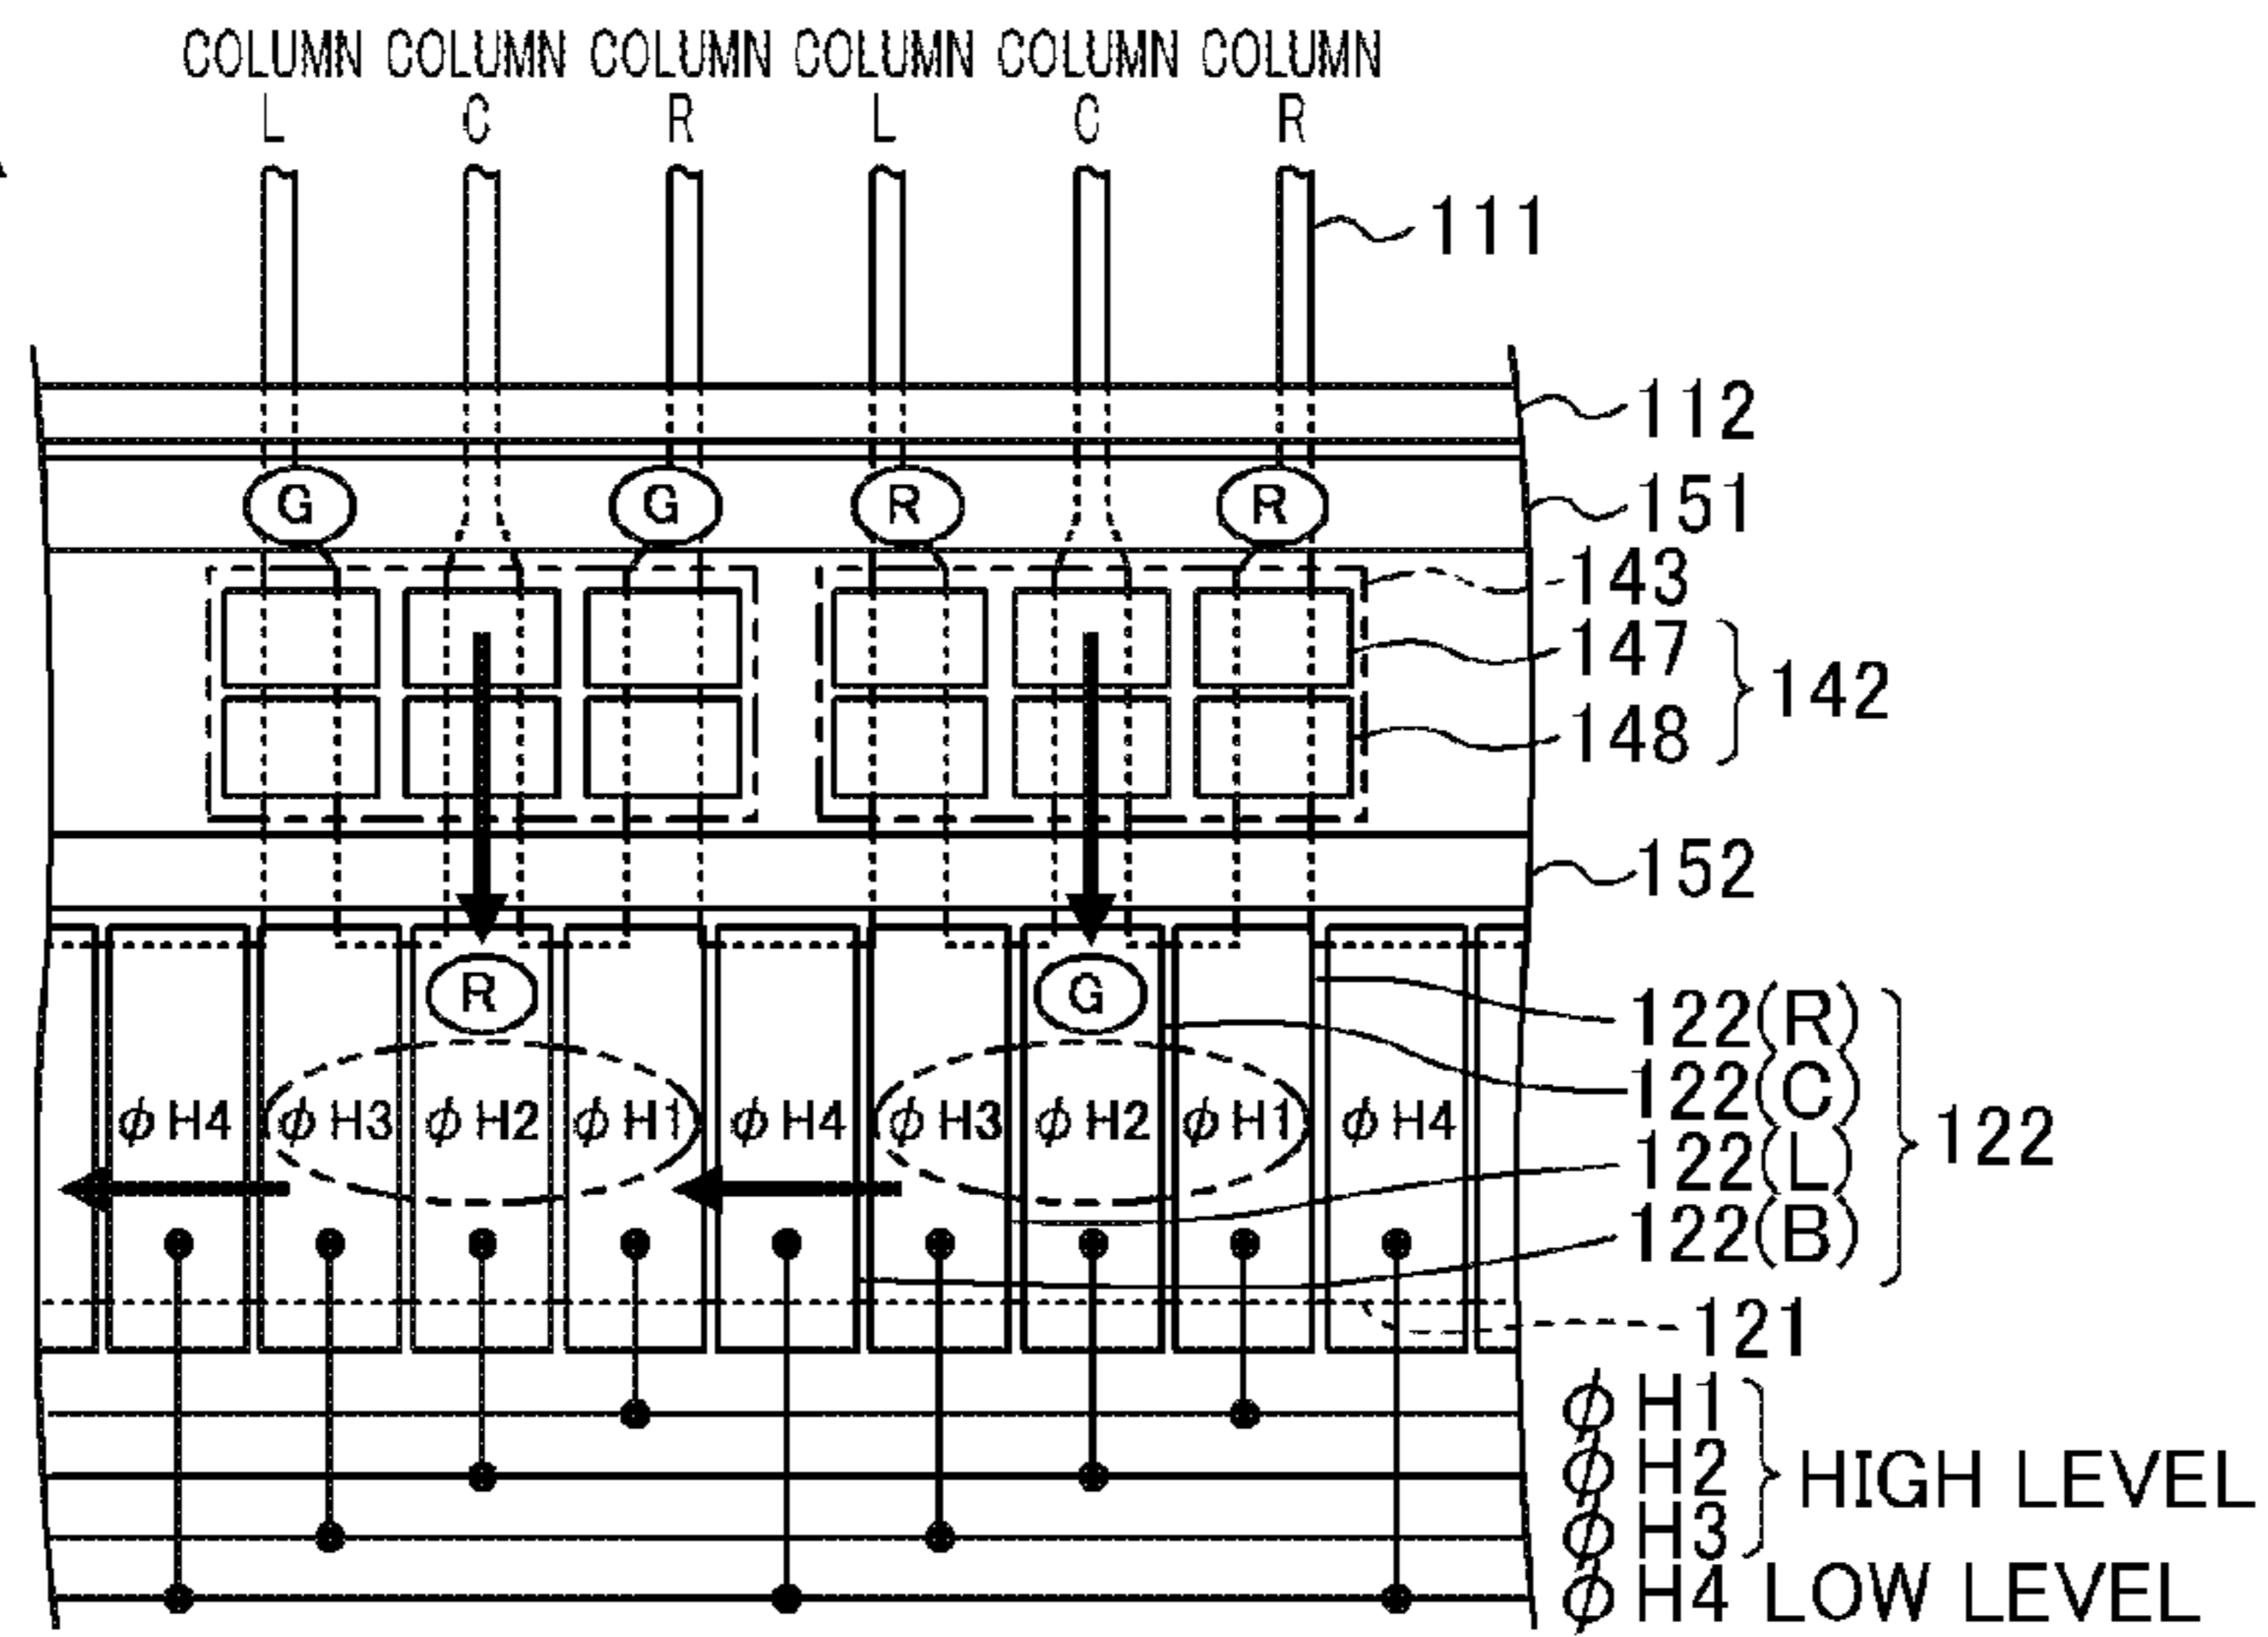 COLUMN COLUMN COLUMN COLUMN COLUMN COLUMN
L C R L C R
111
112
G G R R 151
143
147
142
148
152
R G 122(R)
122(C)
ϕH4 ϕH3 ϕH2 ϕH1 ϕH4 ϕH3 ϕH2 ϕH1 ϕH4 122
122(L)
122(B)
121
ϕH1
ϕH2 HIGH LEVEL
ϕH3
ϕH4 LOW LEVEL